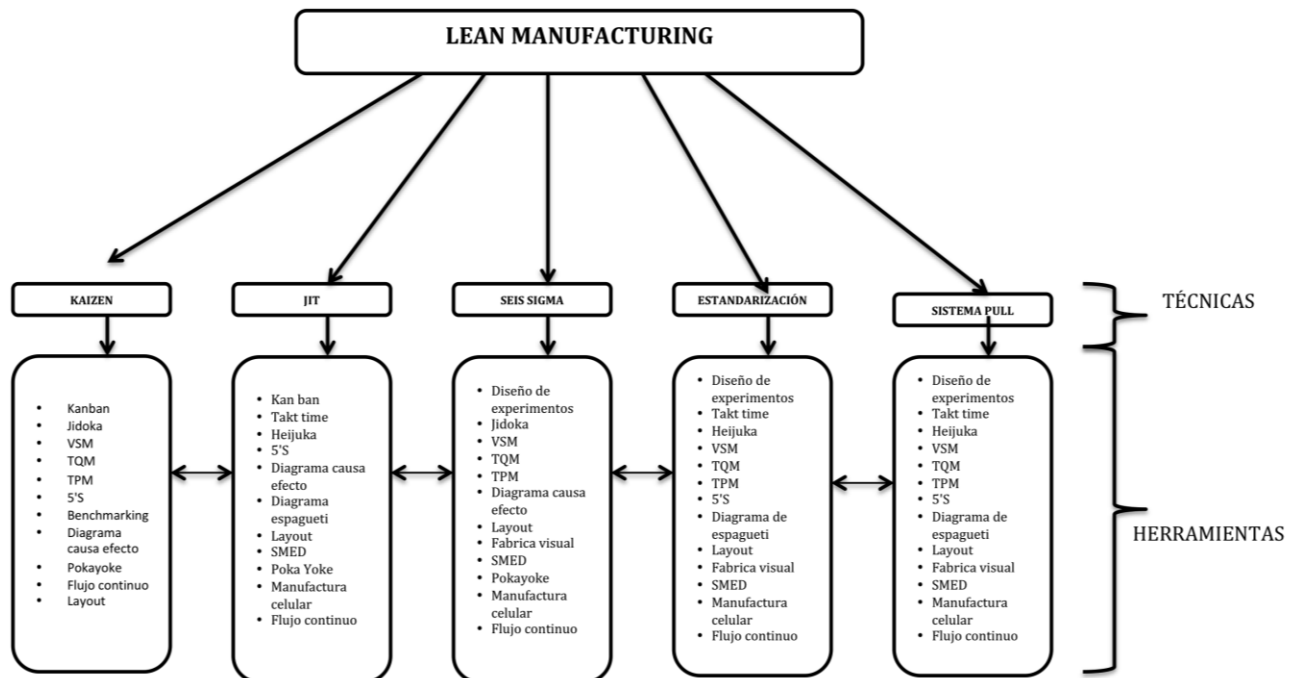 LEAN MANUFACTURING
KAIZEN
JIT
SEIS SIGMA
ESTANDARIZACIÓN
SISTEMA PULL
TÉCNICAS
• Kanban
• Jidoka
• VSM
• TQM
• TPM
• 5'S
• Benchmarking
• Diagrama
causa efecto
• Pokayoke
• Flujo continuo
• Layout
• Kan ban
• Takt time
• Heijuka
• 5'S
• Diagrama causa
efecto
• Diagrama
espagueti
• Layout
• SMED
• Poka Yoke
• Manufactura
celular
• Flujo continuo
• Diseño de
experimentos
• Jidoka
• VSM
• TQM
• TPM
• Diagrama causa
efecto
• Layout
• Fabrica visual
• SMED
• Pokayoke
• Manufactura
celular
• Flujo continuo
• Diseño de
experimentos
• Takt time
• Heijuka
• VSM
• TQM
• TPM
• 5'S
• Diagrama de
espagueti
• Layout
• Fabrica visual
• SMED
• Manufactura
celular
• Flujo continuo
• Diseño de
experimentos
• Takt time
• Heijuka
• VSM
• TQM
• TPM
• 5'S
• Diagrama de
espagueti
• Layout
• Fabrica visual
• SMED
• Manufactura
celular
• Flujo continuo
HERRAMIENTAS